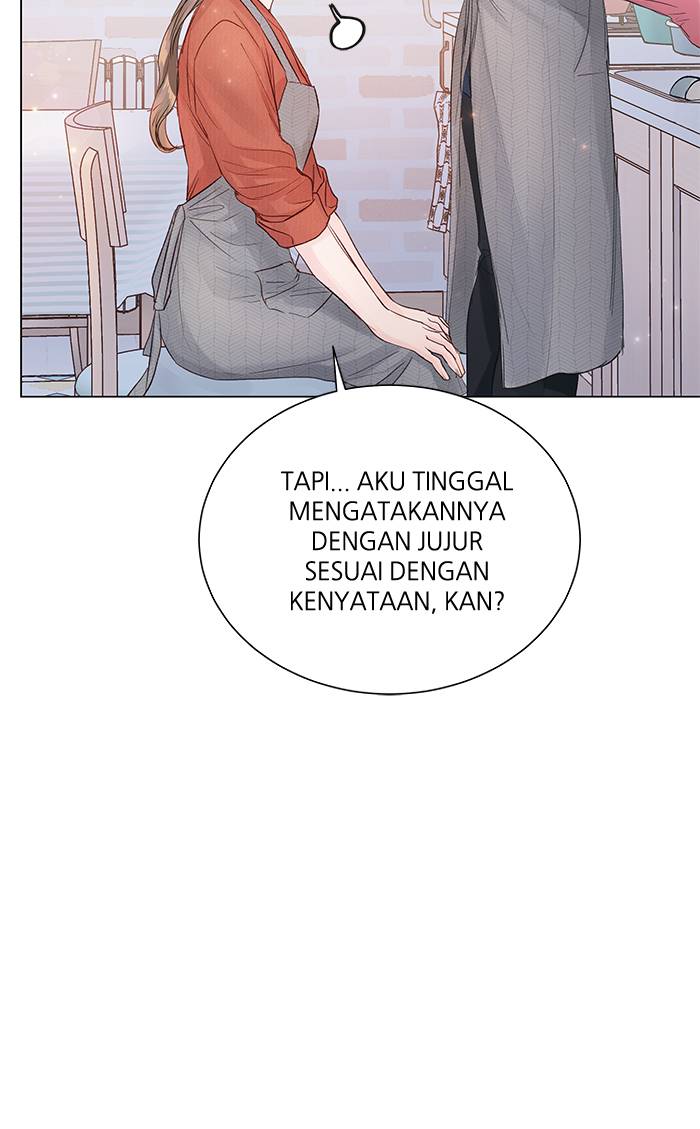 TAPI... AKU TINGGAL
MENGATAKANNYA
DENGAN JUJUR
SESUAI DENGAN
KENYATAAN, KAN?